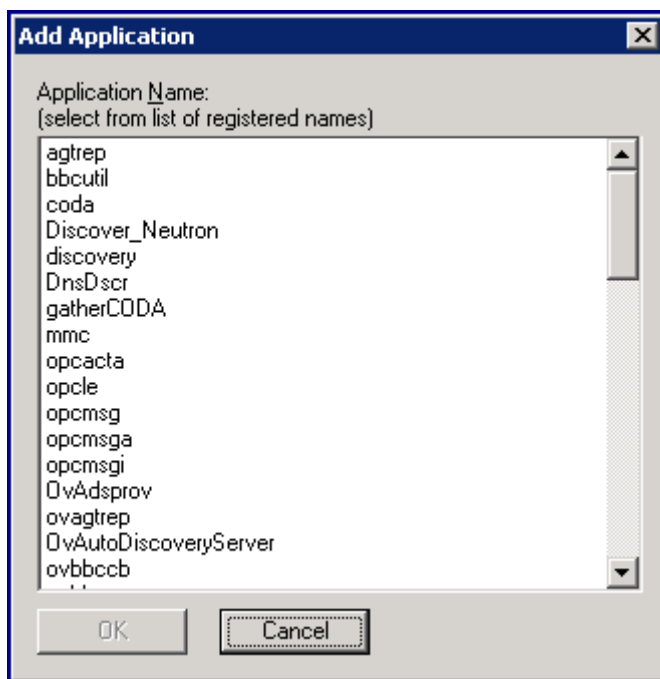 Add Application
Application Name:
(select from list of registered names)
agtrep
bbcutil
coda
Discover_Neutron
discovery
DnsDscr
gatherCODA
mmc
opcacta
opcle
opcmsg
opcmsga
opcmsgi
OvAdsprov
ovagtrep
OvAutoDiscoveryServer
ovbbccb
OK
Cancel